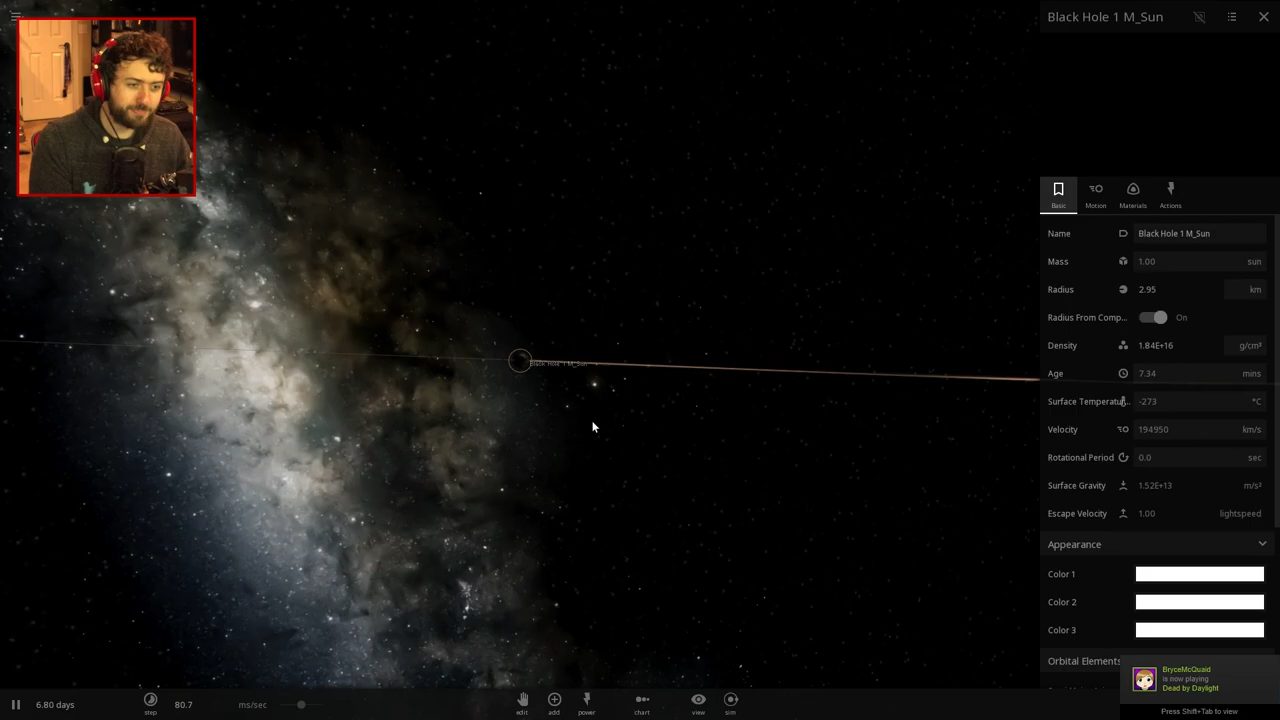 Black Hole 1 M_Sun
Basic
Motion
Materials
Actions
Name Black Hole 1 M_Sun
Mass 1.00 sun
Radius 2.95 km
Radius From Comp... On
Density 1.84E+16 g/cm³
Age 7.34 mins
Surface Temperatur... -273 °C
Velocity 194950 km/s
Rotational Period 0.0 sec
Surface Gravity 1.52E+13 m/s²
Escape Velocity 1.00 lightspeed
Appearance
Color 1
Color 2
Color 3
Orbital Elements
Black Hole 1 M_Sun
BryceMcQuaid
is now playing
Dead by Daylight
Press Shift+Tab to view
6.80 days
step
80.7 ms/sec
edit
add
power
chart
view
sim